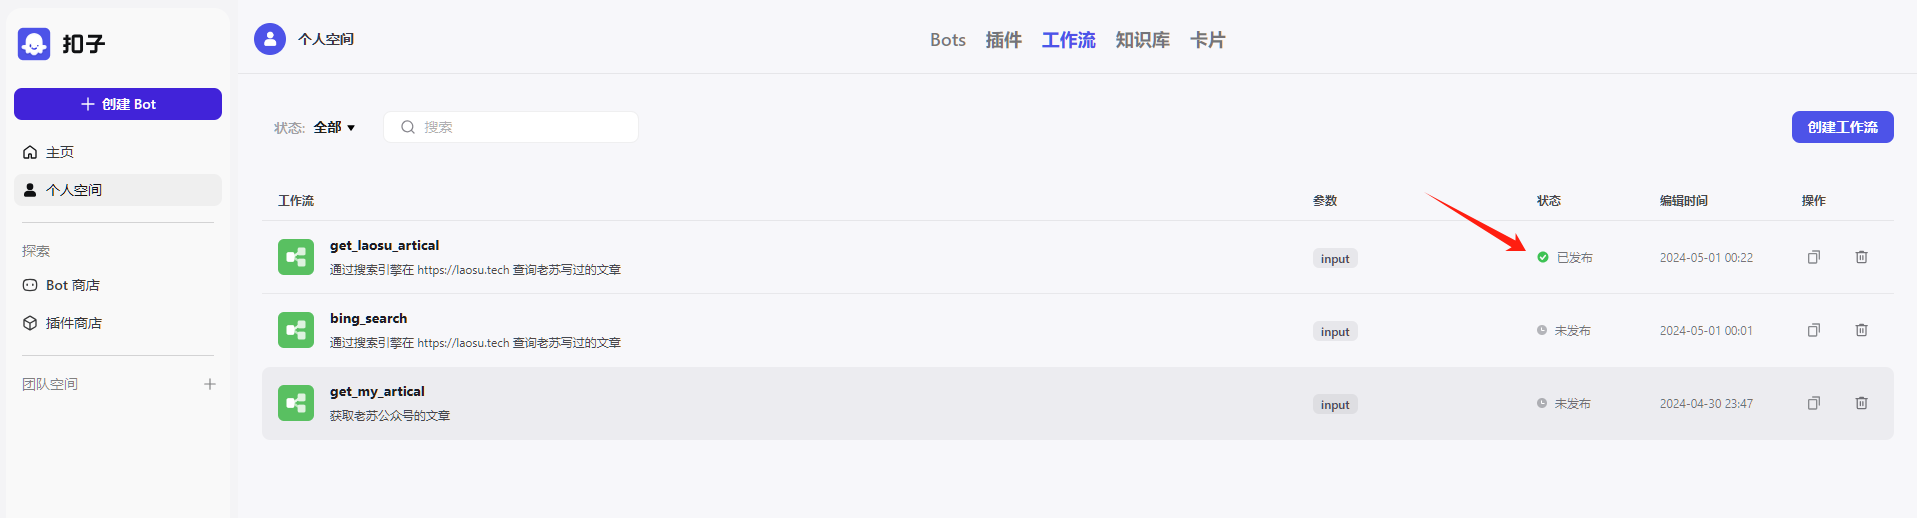 扣子
创建 Bot
主页
个人空间
探索
Bot 商店
插件商店
团队空间
个人空间
Bots 插件 工作流 知识库 卡片
状态: 全部 搜索 创建工作流
工作流 参数 状态 编辑时间 操作
get_laosu_artical
通过搜索引擎在 https://laosu.tech 查询老苏写过的文章
input 已发布 2024-05-01 00:22
bing_search
通过搜索引擎在 https://laosu.tech 查询老苏写过的文章
input 未发布 2024-05-01 00:01
get_my_artical
获取老苏公众号的文章
input 未发布 2024-04-30 23:47